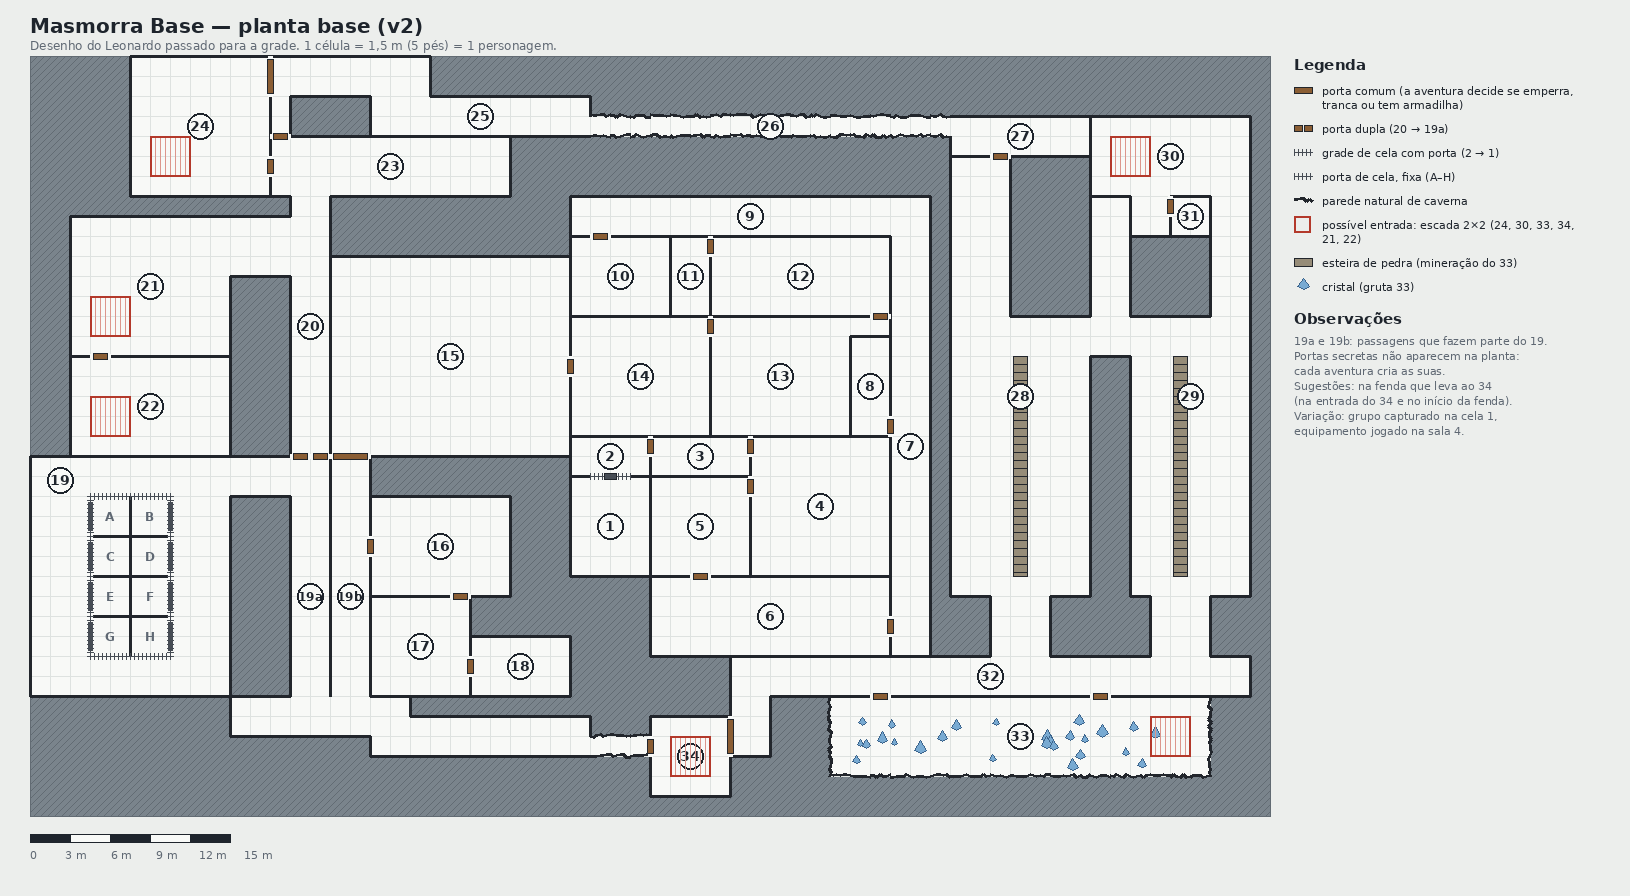 Masmorra Base — planta base (v2)
Desenho do Leonardo passado para a grade. 1 célula = 1,5 m (5 pés) = 1 personagem.
24
25
26
23
27
30
31
9
21
10
11
12
20
15
14
13
8
22
28
29
7
19
2
3
4
A B
C D
E F
G H
16
1
5
19a
19b
6
17
18
32
33
34
0 3 m 6 m 9 m 12 m 15 m
Legenda
porta comum (a aventura decide se emperra,
tranca ou tem armadilha)
porta dupla (20 → 19a)
grade de cela com porta (2 → 1)
porta de cela, fixa (A–H)
parede natural de caverna
possível entrada: escada 2×2 (24, 30, 33, 34,
21, 22)
esteira de pedra (mineração do 33)
cristal (gruta 33)
Observações
19a e 19b: passagens que fazem parte do 19.
Portas secretas não aparecem na planta:
cada aventura cria as suas.
Sugestões: na fenda que leva ao 34
(na entrada do 34 e no início da fenda).
Variação: grupo capturado na cela 1,
equipamento jogado na sala 4.